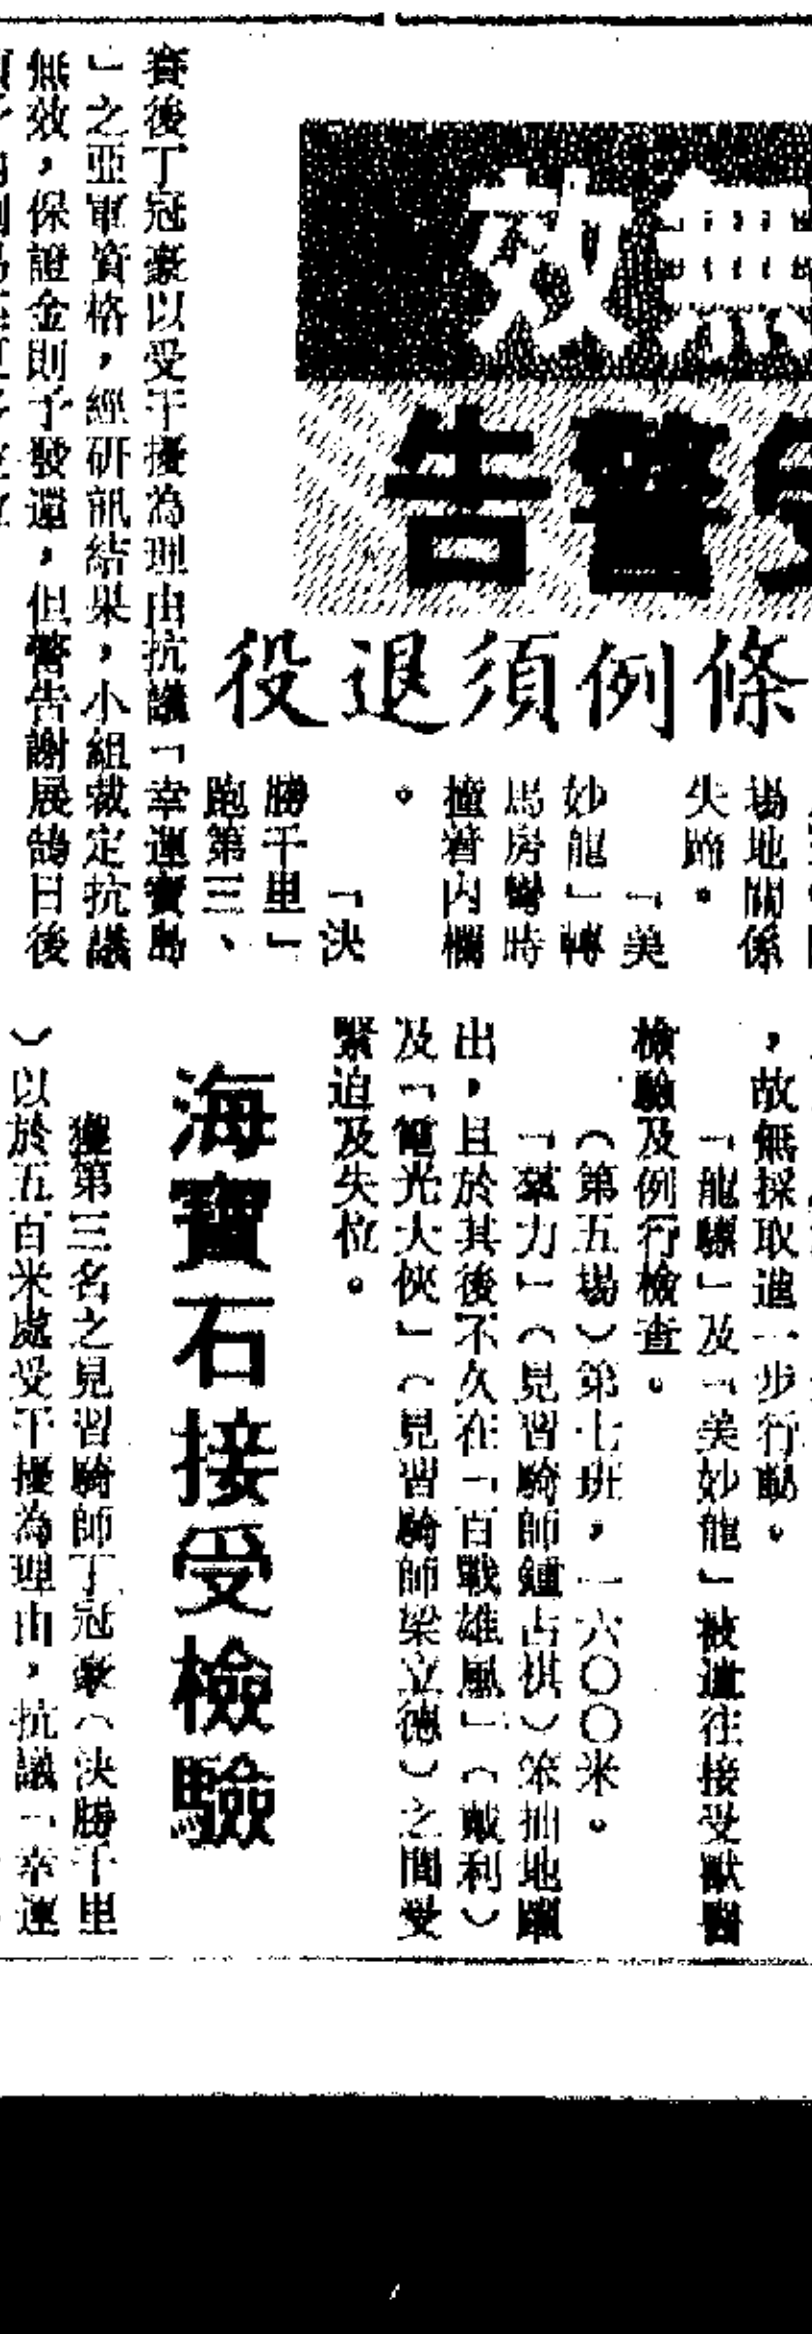 無效
警告
條例須退役
場地關係
失蹄。
「美
妙龍」轉
馬房彎時
撞着內欄
。
「決
勝千里」
跑第三、
賽後丁冠豪以受干擾為理由抗議「幸運寶島
」之亞軍資格，經研訊結果，小組裁定抗議
無效，保證金則予發還，但警告謝展鵠日後
，故無採取進一步行動。
「龍驤」及「美妙龍」被遣往接受獸醫
檢驗及例行檢查。
（第五場）第七班，一六〇〇米。
「羣力」（見習騎師鍾占祺）笨拙地躍
出，且於其後不久在「百戰雄風」（戴利）
及「電光大俠」（見習騎師梁立德）之間受
緊迫及失位。
海寶石接受檢驗
獲第三名之見習騎師丁冠豪（決勝千里
）以於五百米處受干擾為理由，抗議「幸運